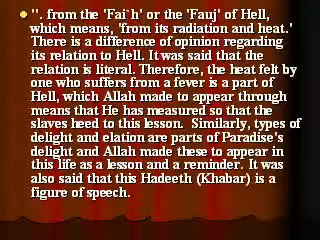 ''. from the 'Fai`h' or the 'Fauj' of Hell,
which means, 'from its radiation and heat.'
There is a difference of opinion regarding
its relation to Hell. It was said that the
relation is literal. Therefore, the heat felt by
one who suffers from a fever is a part of
Hell, which Allah made to appear through
means that He has measured so that the
slaves heed to this lesson.  Similarly, types of
delight and elation are parts of Paradise's
delight and Allah made these to appear in
this life as a lesson and a reminder. It was
also said that this Hadeeth (Khabar) is a
figure of speech.